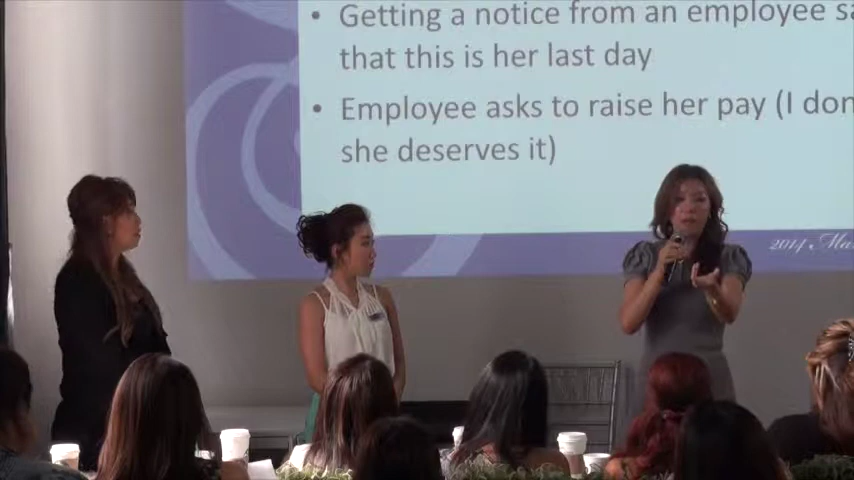 • Getting a notice from an employee sa
that this is her last day
• Employee asks to raise her pay (I don
she deserves it)
2014 Ma